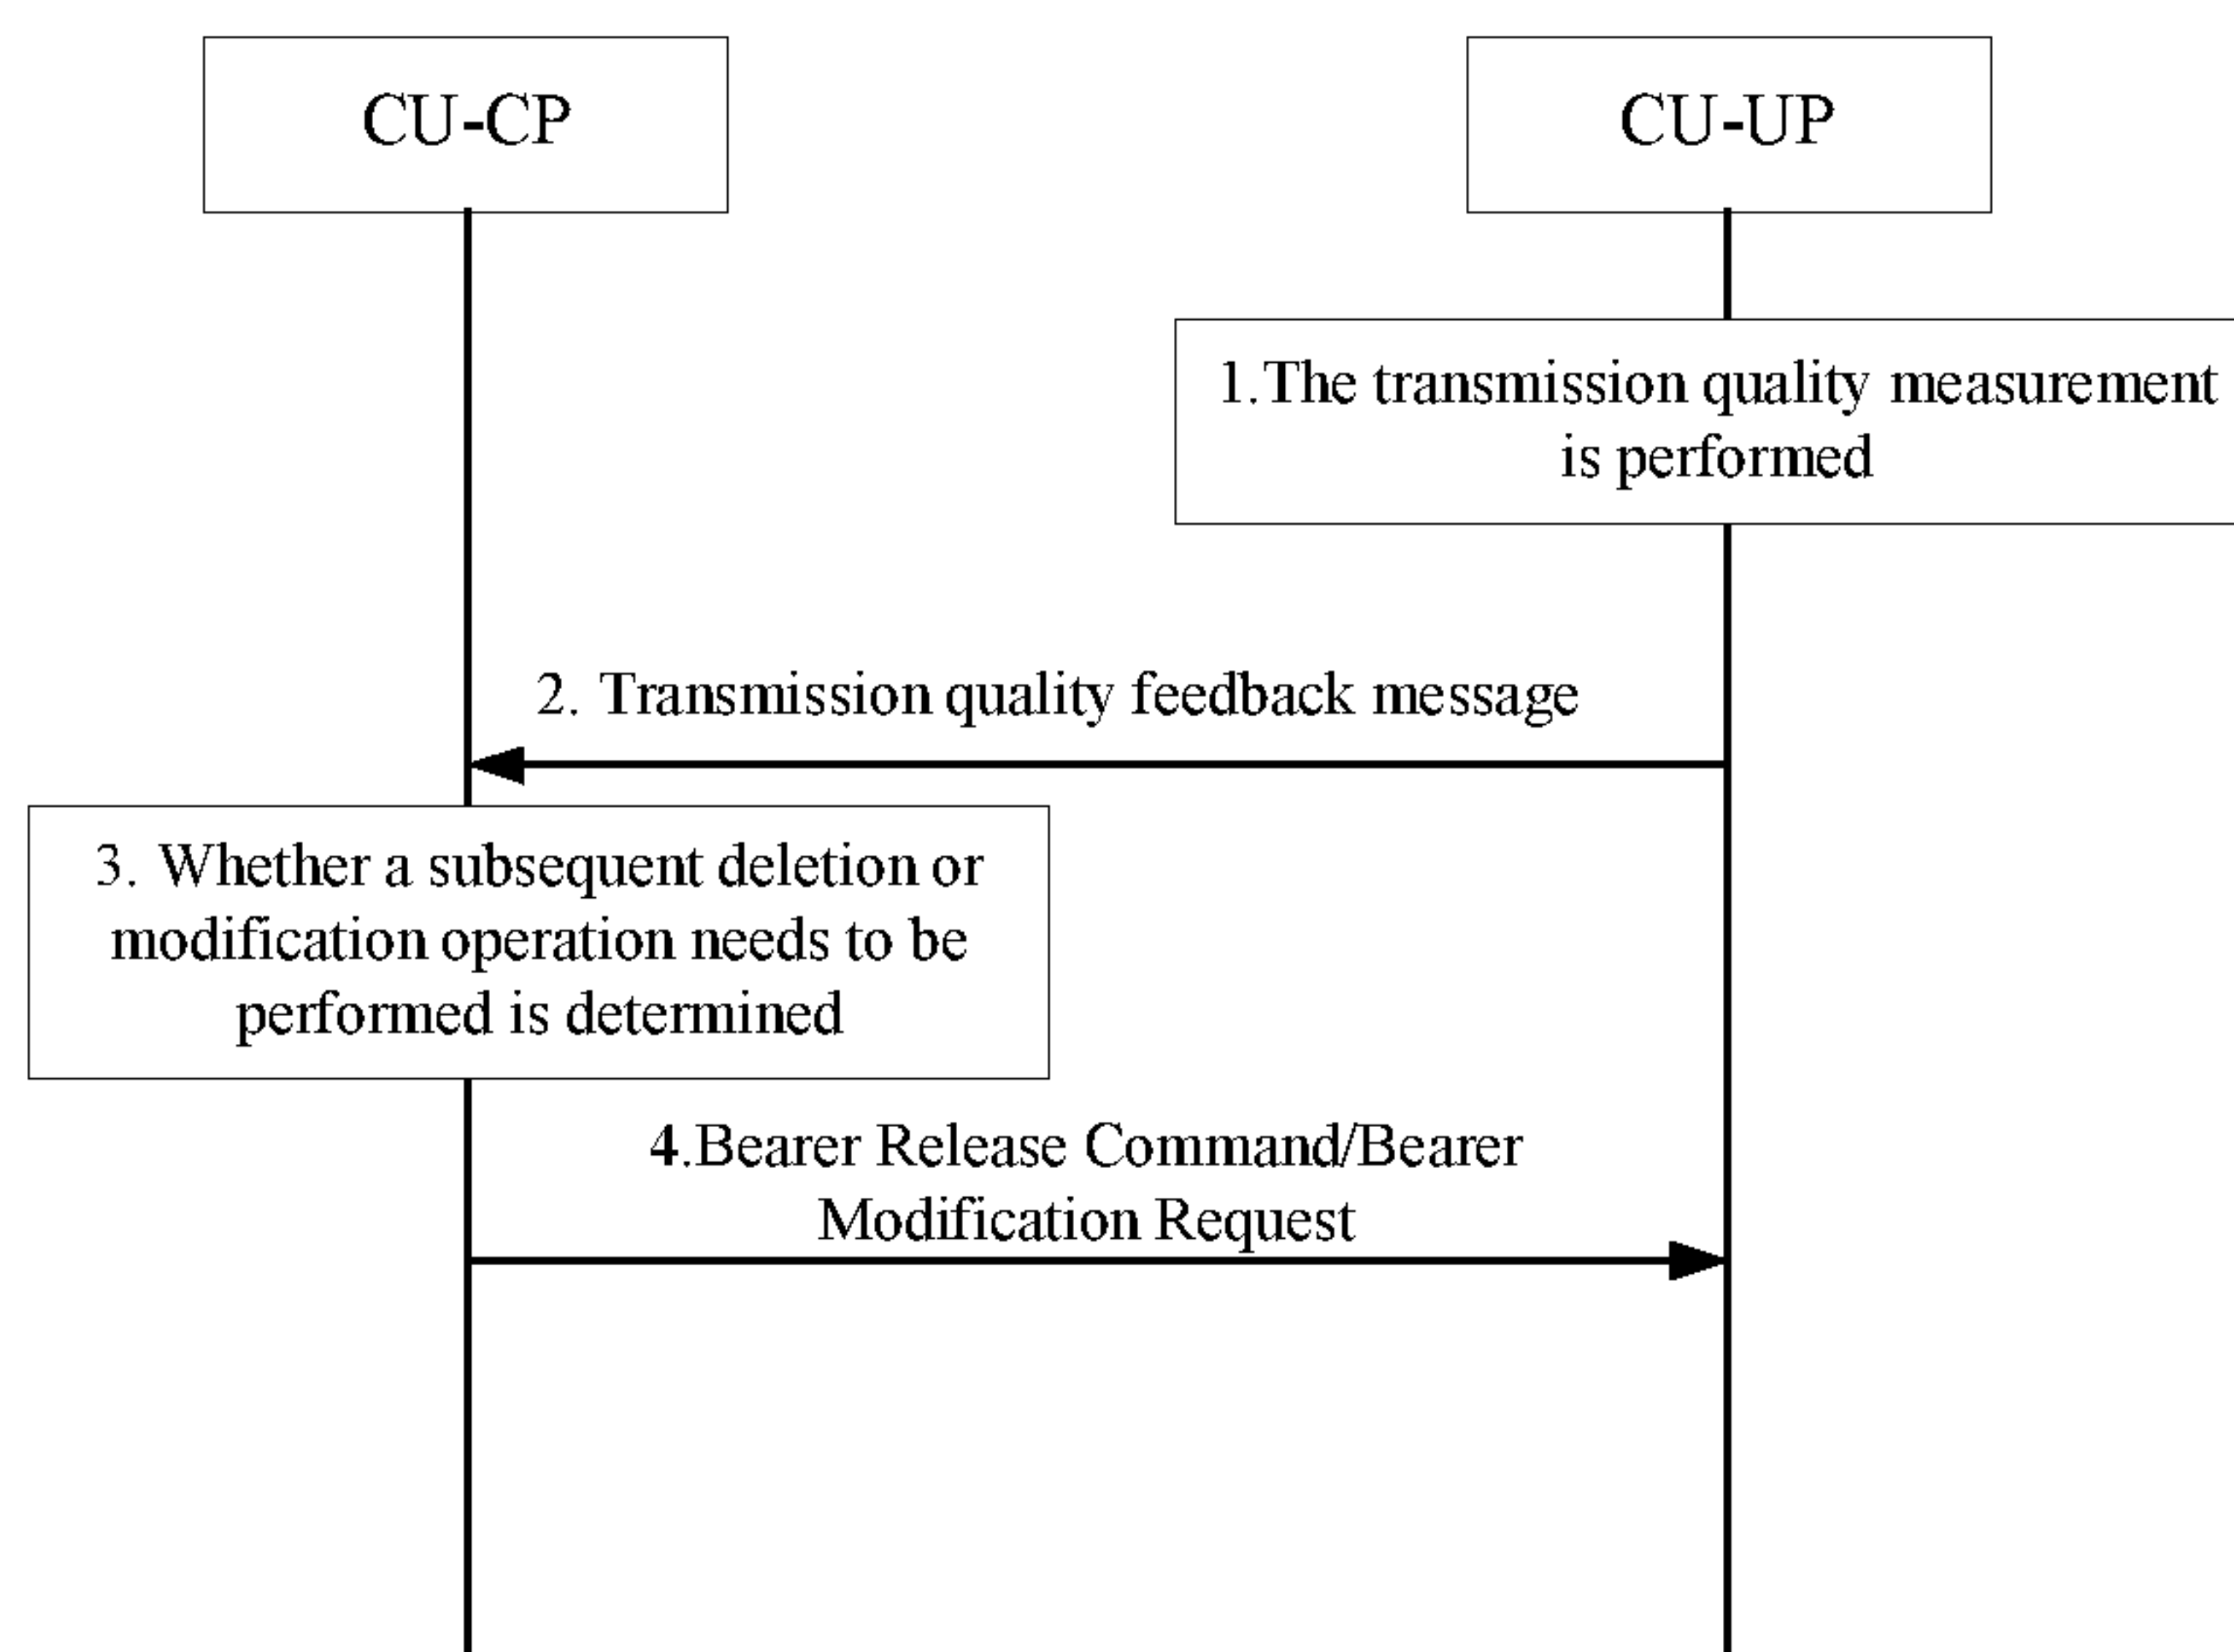 CU-CP
CU-UP
1.The transmission quality measurement
is performed
2. Transmission quality feedback message
3. Whether a subsequent deletion or
modification operation needs to be
performed is determined
4.Bearer Release Command/Bearer
Modification Request